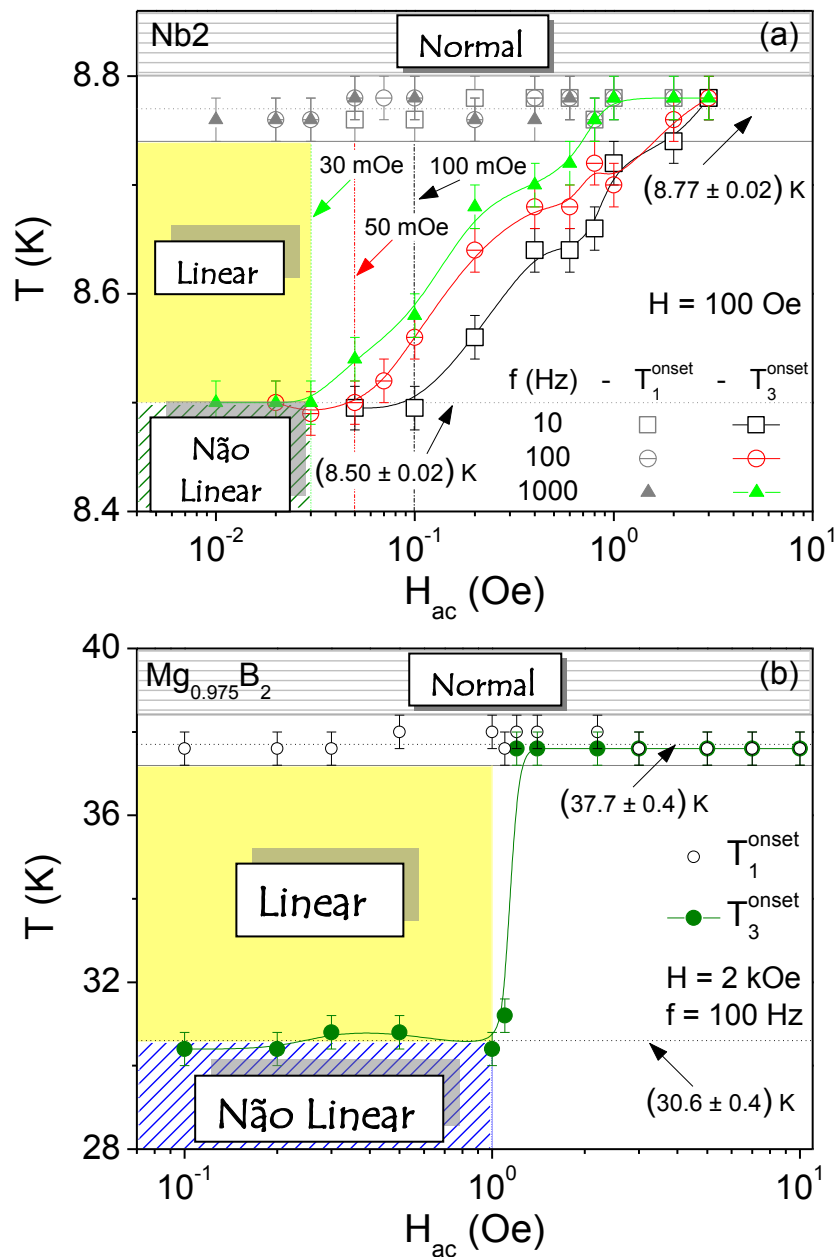 Nb2
Normal
(a)
8.8
8.6
8.4
T (K)
30 mOe
100 mOe
50 mOe
(8.77 ± 0.02) K
Linear
H = 100 Oe
Não
Linear
(8.50 ± 0.02) K
f (Hz) - T₁ᵒⁿˢᵉᵗ - T₃ᵒⁿˢᵉᵗ
10
100
1000
10⁻² 10⁻¹ 10⁰ 10¹
H_ac (Oe)
Mg₀.₉₇₅B₂
Normal
(b)
40
36
32
28
T (K)
(37.7 ± 0.4) K
Linear
T₁ᵒⁿˢᵉᵗ
T₃ᵒⁿˢᵉᵗ
H = 2 kOe
f = 100 Hz
(30.6 ± 0.4) K
Não Linear
10⁻¹ 10⁰ 10¹
H_ac (Oe)